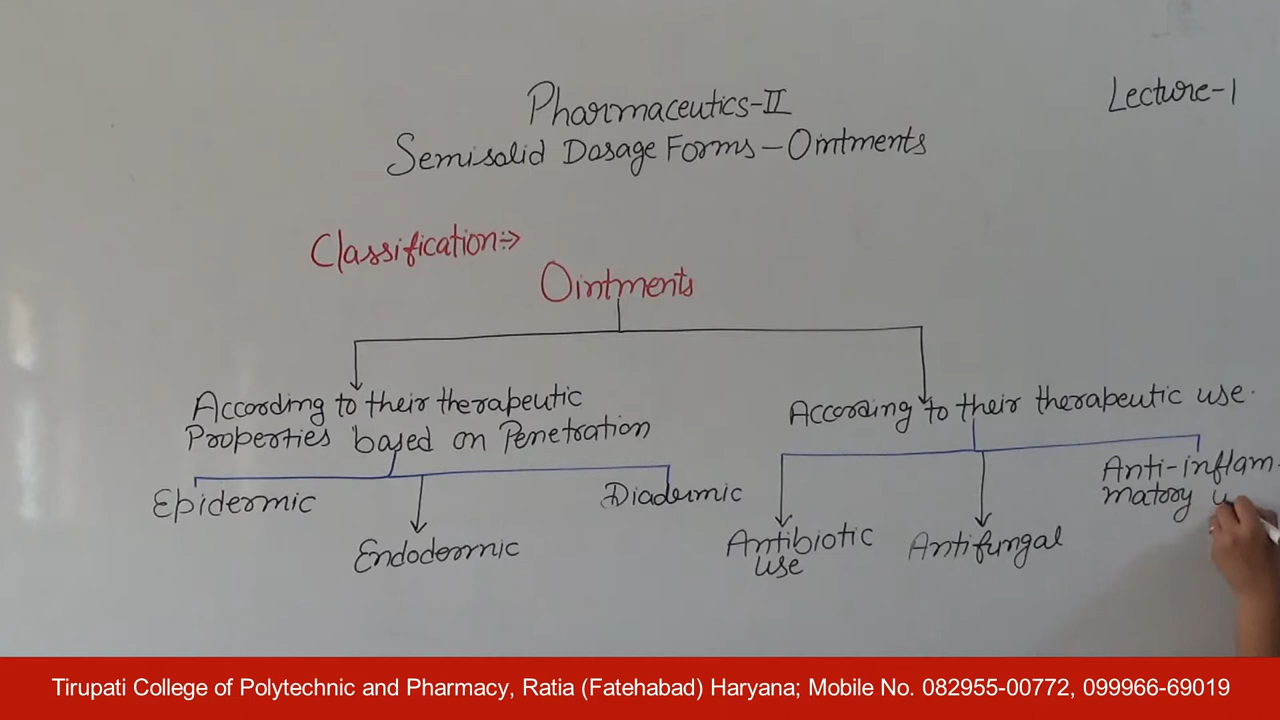 Pharmaceutics-II
Lecture-1
Semisolid Dosage Forms-Ointments
Classification:→
Ointments
According to their therapeutic
Properties based on Penetration
According to their therapeutic use.
Epidermic
Endodermic
Diadermic
Antibiotic
use
Antifungal
Anti-inflam-
matory u
Tirupati College of Polytechnic and Pharmacy, Ratia (Fatehabad) Haryana; Mobile No. 082955-00772, 099966-69019